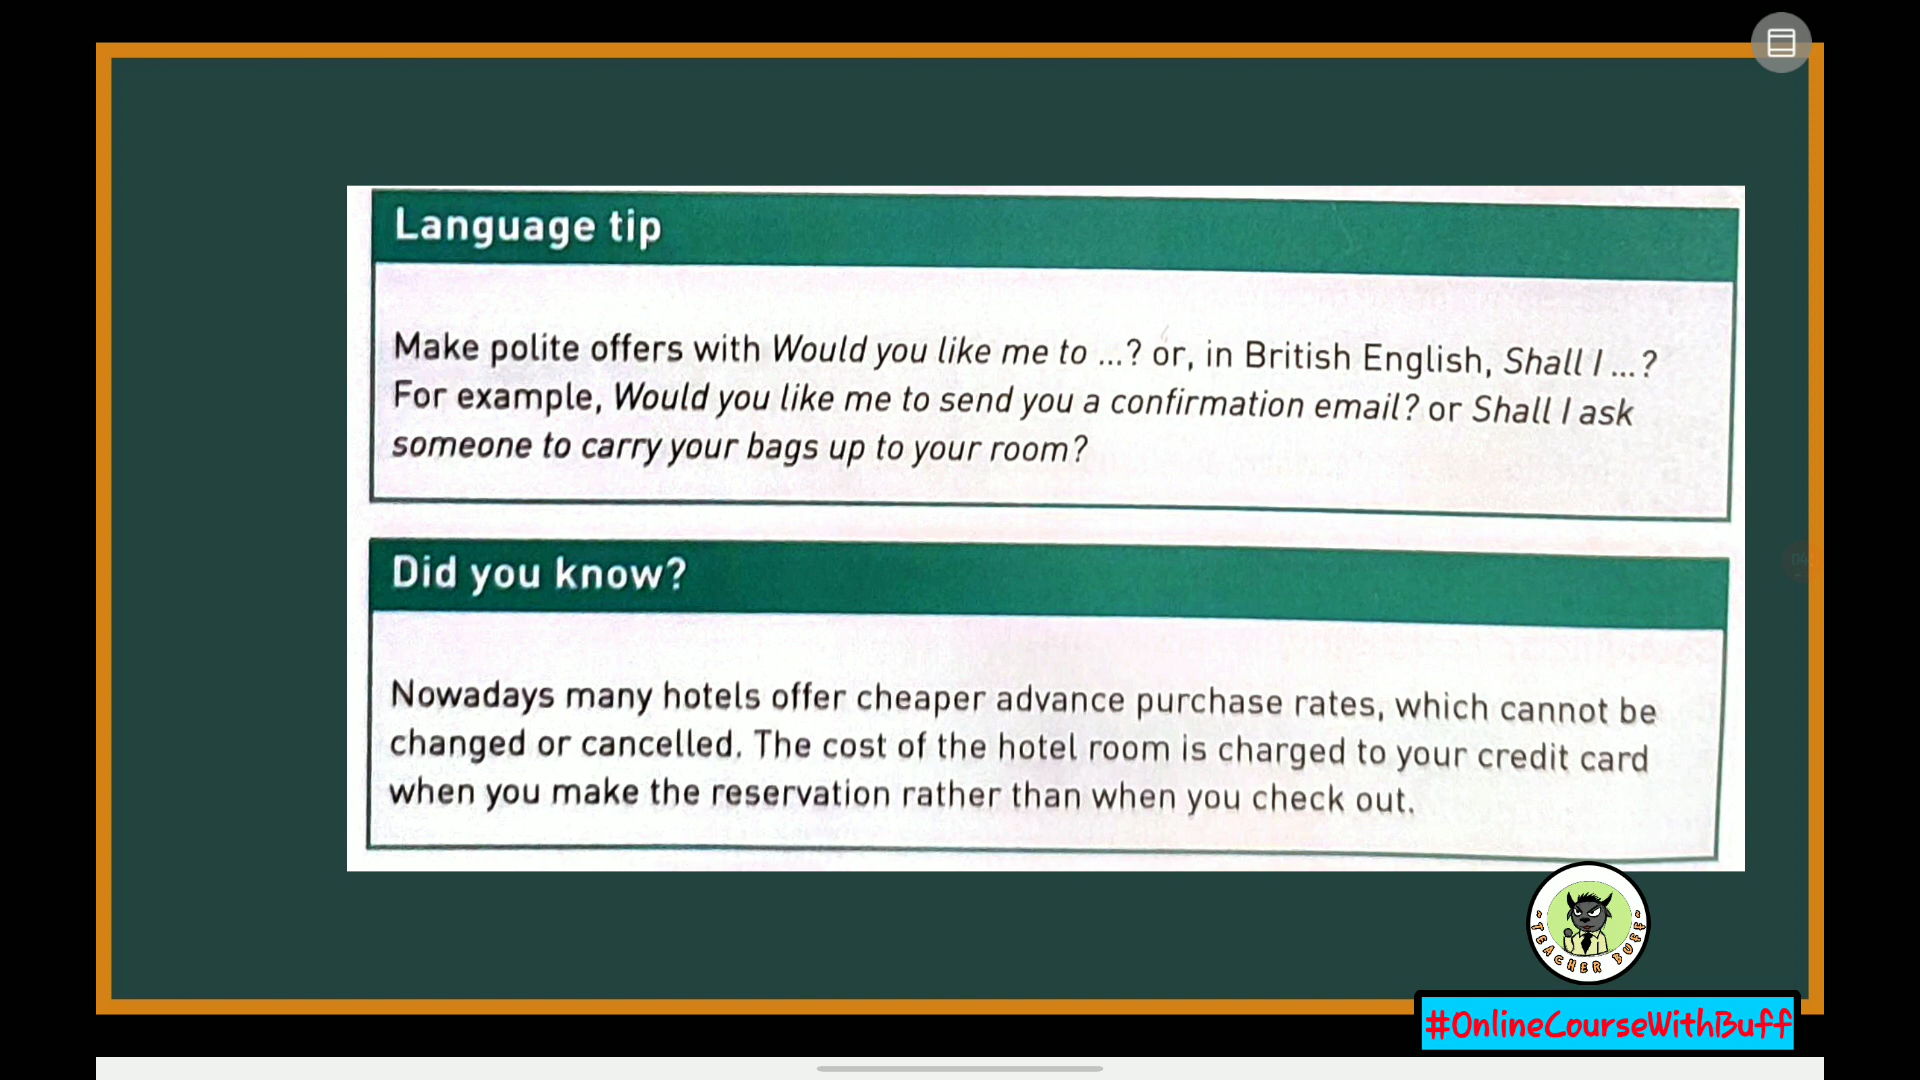 Language tip
Make polite offers with Would you like me to ...? or, in British English, Shall I ...?
For example, Would you like me to send you a confirmation email? or Shall I ask
someone to carry your bags up to your room?
Did you know?
Nowadays many hotels offer cheaper advance purchase rates, which cannot be
changed or cancelled. The cost of the hotel room is charged to your credit card
when you make the reservation rather than when you check out.
~TEACHER BUFF~
#OnlineCourseWithBuff